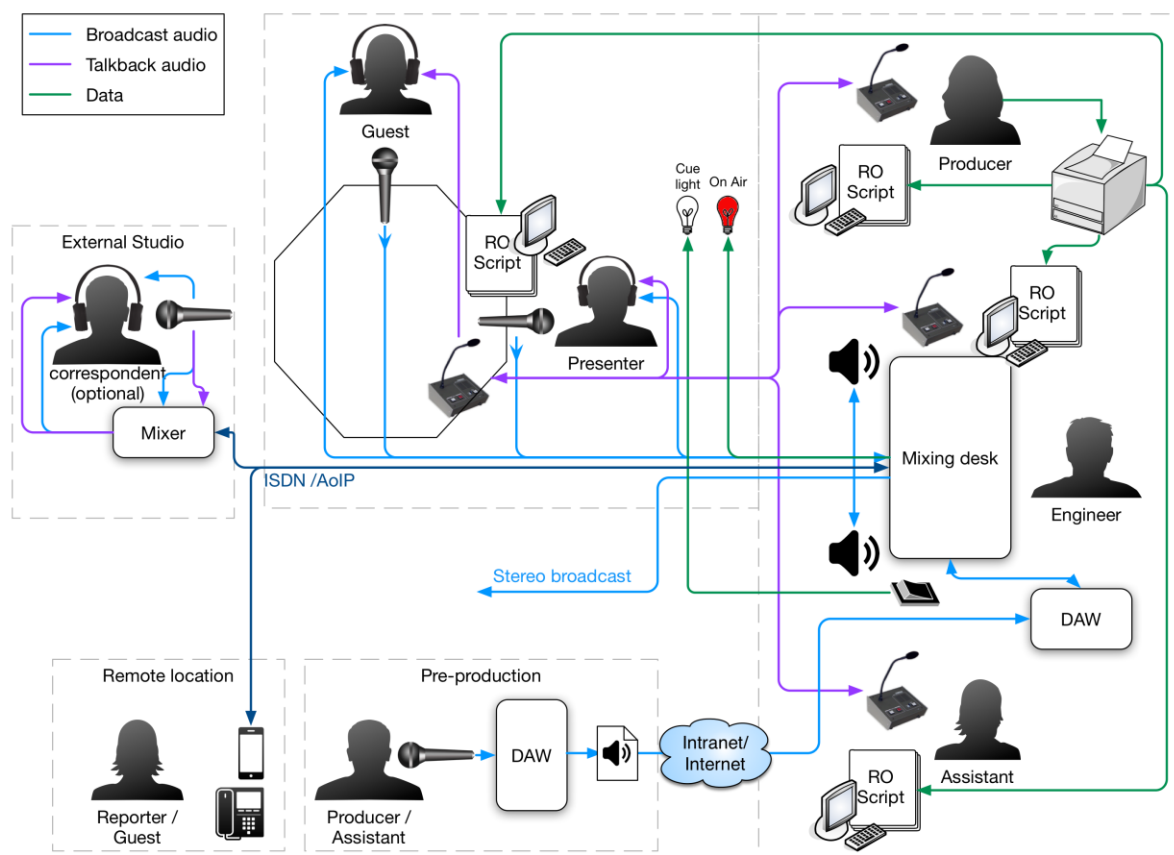 Broadcast audio
Talkback audio
Data
Guest
Cue
light
On Air
Producer
RO
Script
RO
Script
RO
Script
External Studio
correspondent
(optional)
Mixer
Presenter
ISDN /AoIP
Mixing desk
Engineer
Stereo broadcast
DAW
Remote location
Reporter /
Guest
Pre-production
Producer /
Assistant
DAW
Intranet/
Internet
Assistant
RO
Script